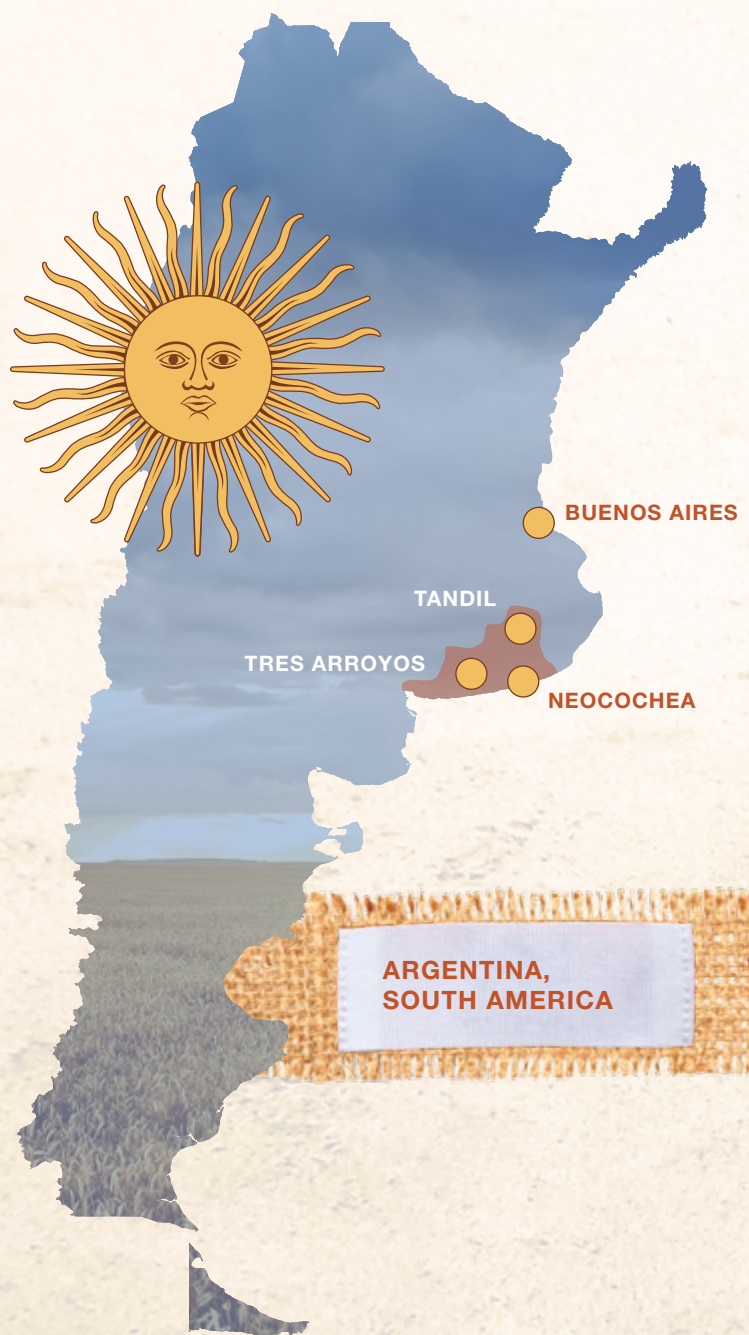 BUENOS AIRES
TANDIL
TRES ARROYOS
NEOCOCHEA
ARGENTINA,
SOUTH AMERICA